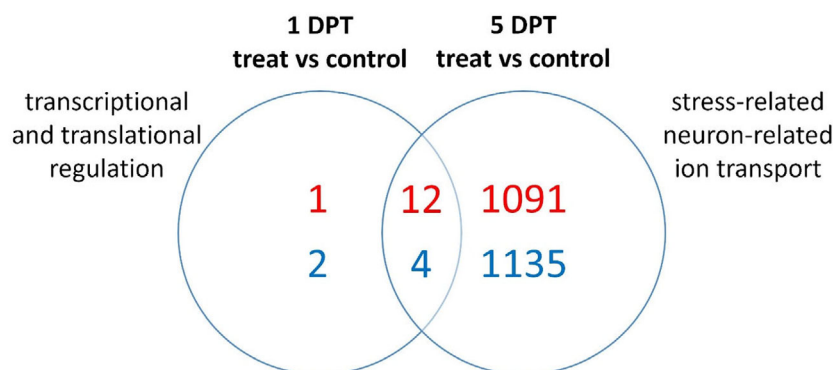 1 DPT
treat vs control
5 DPT
treat vs control
transcriptional
and translational
regulation
stress-related
neuron-related
ion transport
1 12 1091
2 4 1135